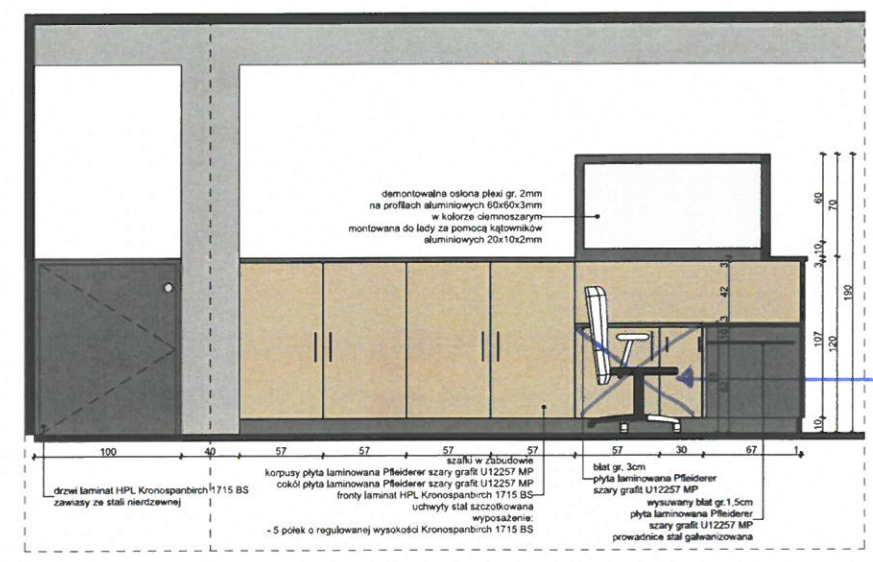 demontowalna osłona plexi gr. 2mm
na profilach aluminiowych 60x60x3mm
w kolorze ciemnoszarym
montowana do lady za pomocą kątowników
aluminiowych 20x10x2mm
60
70
10
190
3
3
42
3
10
107
120
10
100
40
57
57
57
57
57
30
67
1
drzwi laminat HPL Kronospanbirch 1715 BS
zawiasy ze stali nierdzewnej
szafki w zabudowie
korpusy płyta laminowana Pfleiderer szary grafit U12257 MP
cokół płyta laminowana Pfleiderer szary grafit U12257 MP
fronty laminat HPL Kronospanbirch 1715 BS
uchwyty stal szczotkowana
wyposażenie:
- 5 półek o regulowanej wysokości Kronospanbirch 1715 BS
blat gr. 3cm
płyta laminowana Pfleiderer
szary grafit U12257 MP
wysuwany blat gr.1,5cm
płyta laminowana Pfleiderer
szary grafit U12257 MP
prowadnice stal galwanizowana